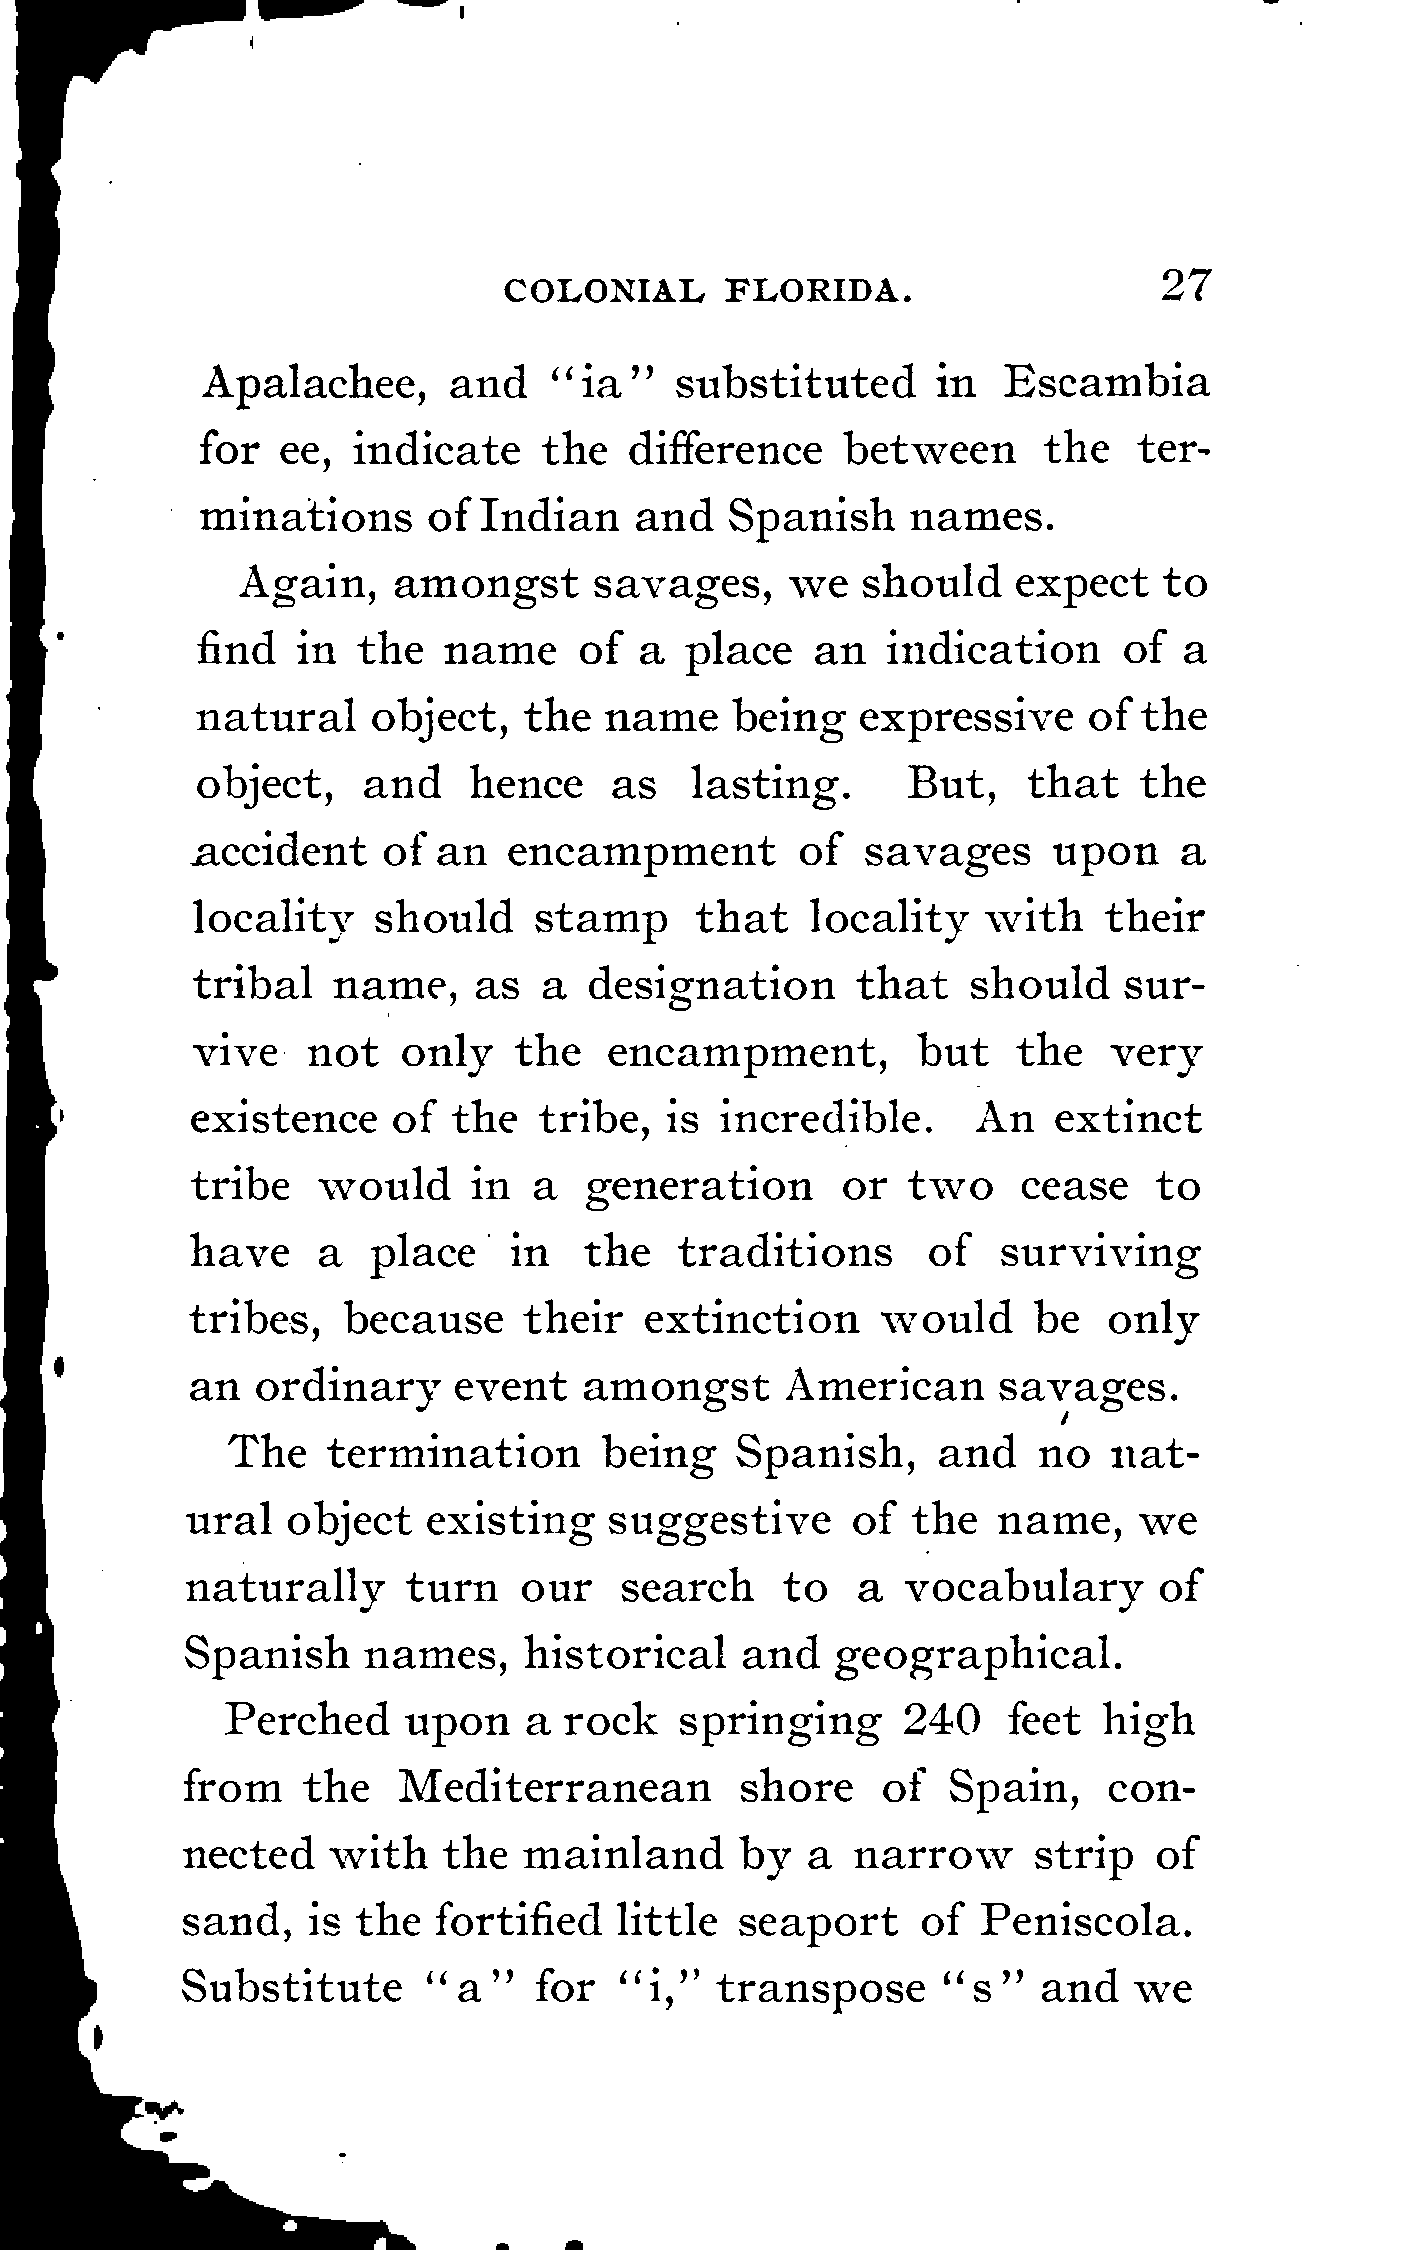 COLONIAL FLORIDA. 27
Apalachee, and "ia" substituted in Escambia
for ee, indicate the difference between the ter-
minations of Indian and Spanish names.
Again, amongst savages, we should expect to
find in the name of a place an indication of a
natural object, the name being expressive of the
object, and hence as lasting. But, that the
accident of an encampment of savages upon a
locality should stamp that locality with their
tribal name, as a designation that should sur-
vive not only the encampment, but the very
existence of the tribe, is incredible. An extinct
tribe would in a generation or two cease to
have a place in the traditions of surviving
tribes, because their extinction would be only
an ordinary event amongst American savages.
The termination being Spanish, and no nat-
ural object existing suggestive of the name, we
naturally turn our search to a vocabulary of
Spanish names, historical and geographical.
Perched upon a rock springing 240 feet high
from the Mediterranean shore of Spain, con-
nected with the mainland by a narrow strip of
sand, is the fortified little seaport of Peniscola.
Substitute "a" for "i," transpose "s" and we